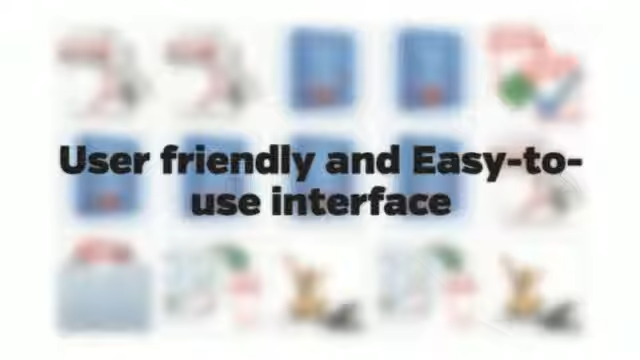 User friendly and Easy-to-
use interface